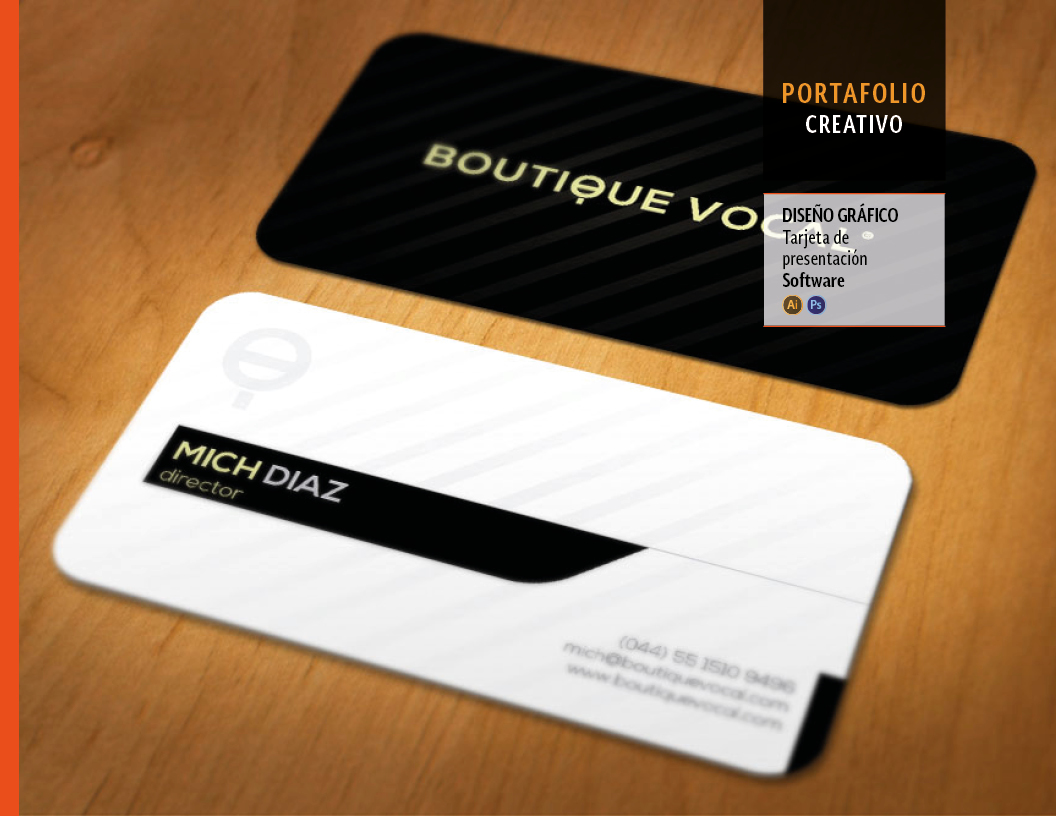 PORTAFOLIO
CREATIVO
DISEÑO GRÁFICO
Tarjeta de
presentación
Software
Ai Ps
BOUTIQUE VOCAL
MICH DIAZ
director
(044) 55 1510 9496
mich@boutiquevocal.com
www.boutiquevocal.com